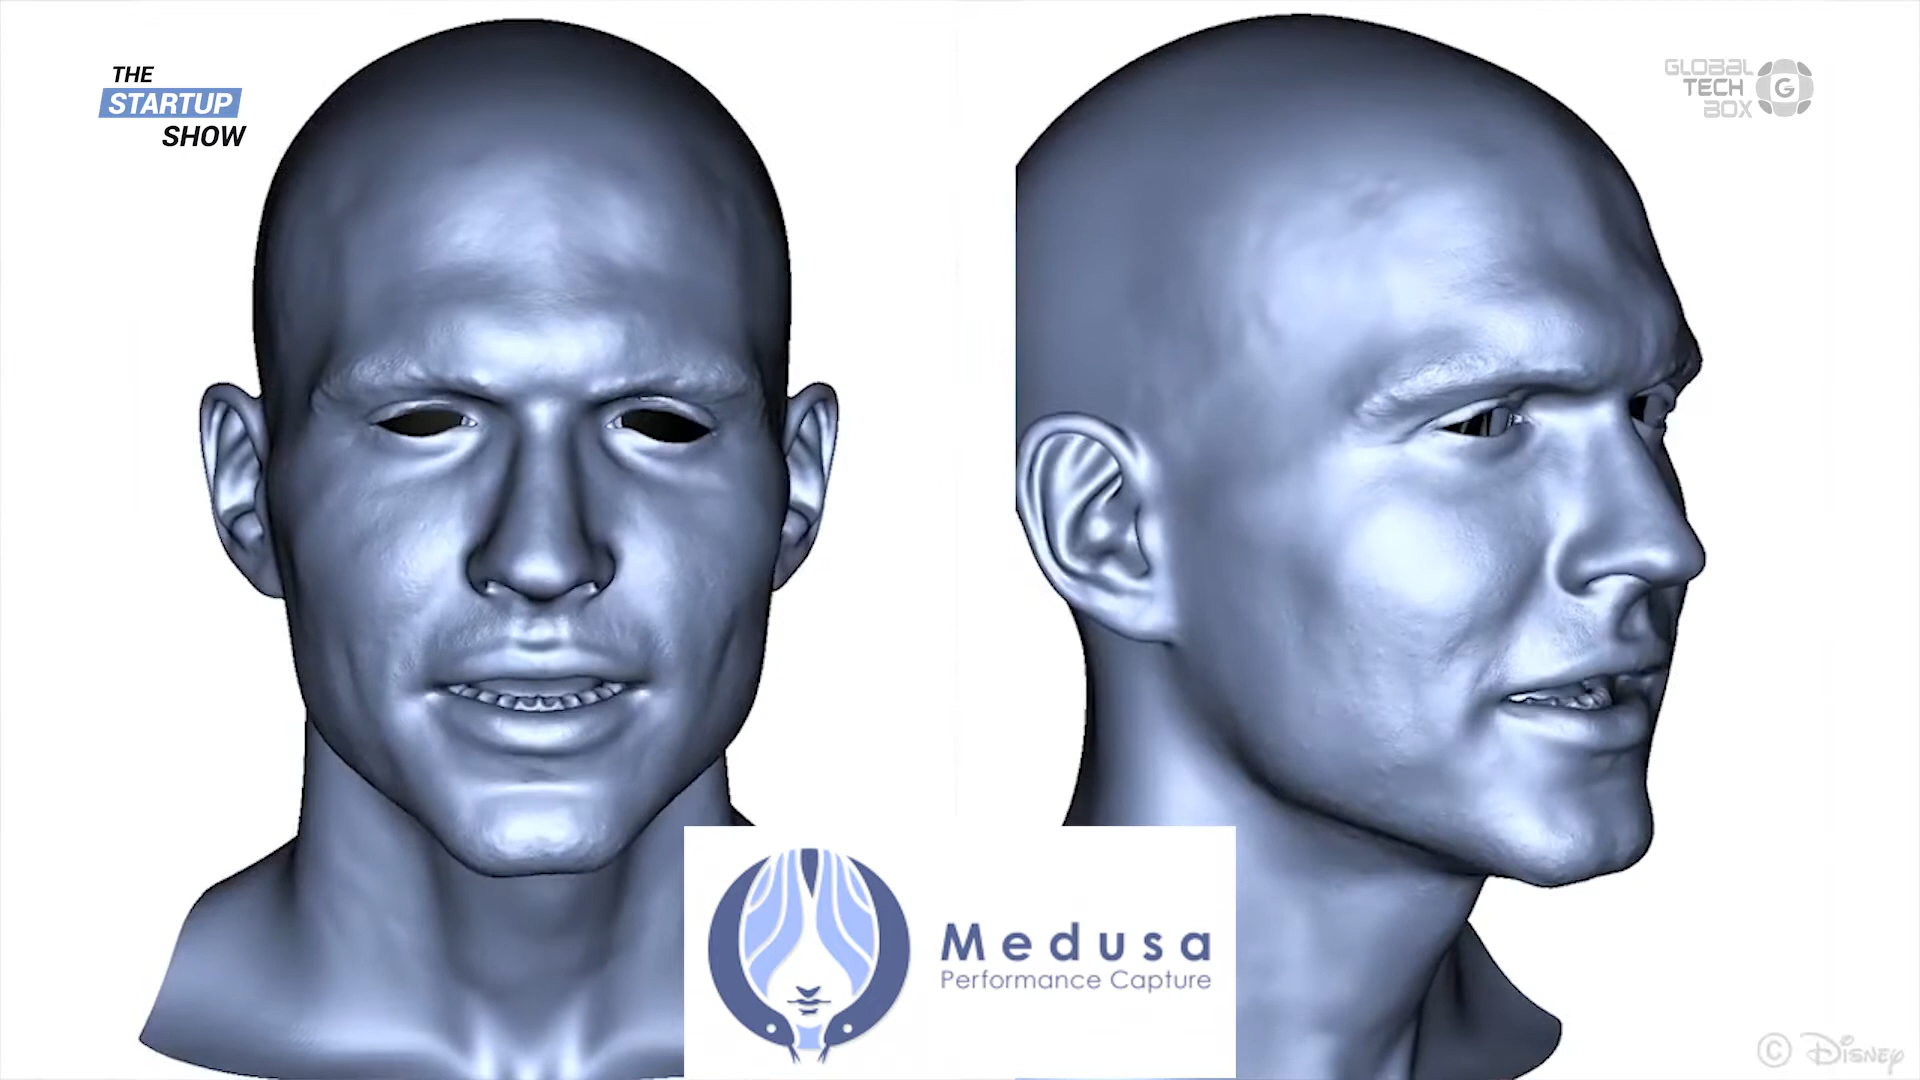 THE
STARTUP
SHOW
GLOBAL
TECH
BOX
G
Medusa
Performance Capture
© Disney